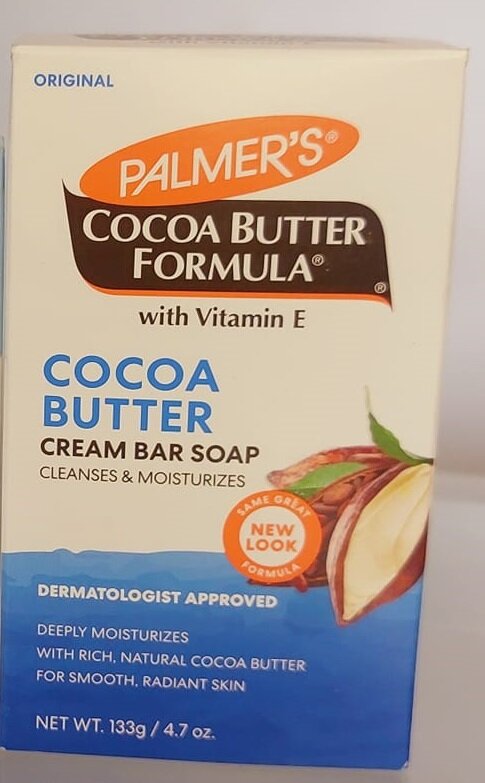 ORIGINAL
PALMER'S®
COCOA BUTTER
FORMULA®
®
with Vitamin E
COCOA
BUTTER
CREAM BAR SOAP
CLEANSES & MOISTURIZES
SAME GREAT
NEW
LOOK
FORMULA
DERMATOLOGIST APPROVED
DEEPLY MOISTURIZES
WITH RICH, NATURAL COCOA BUTTER
FOR SMOOTH, RADIANT SKIN
NET WT. 133g / 4.7 oz.